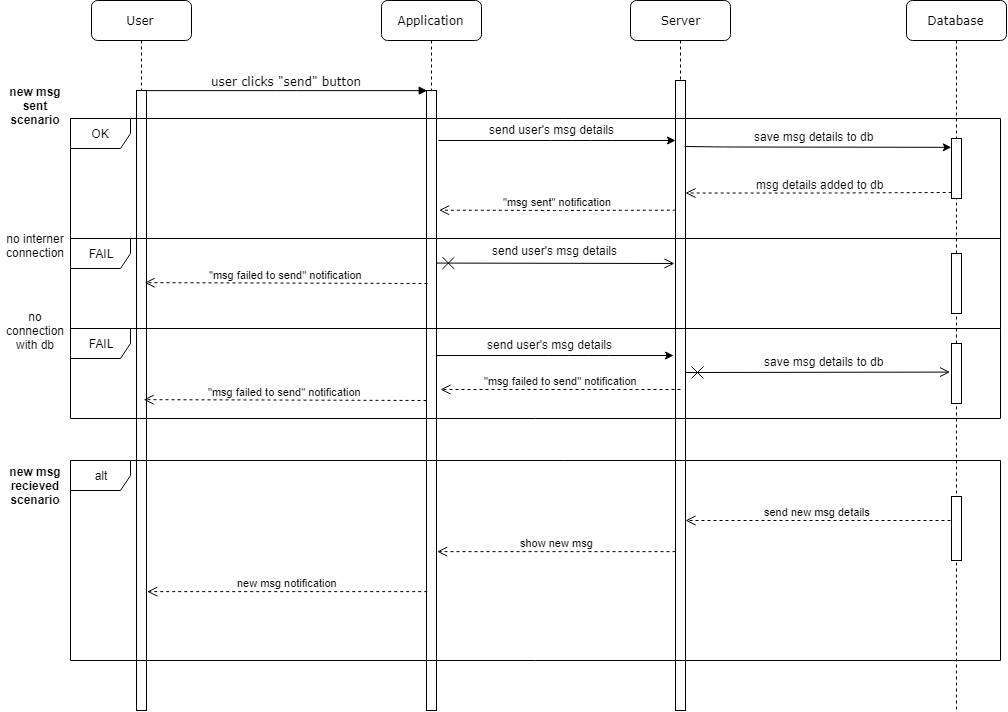 User
Application
Server
Database
user clicks "send" button
new msg
sent
scenario
OK
send user's msg details
save msg details to db
msg details added to db
"msg sent" notification
no interner
connection
FAIL
send user's msg details
"msg failed to send" notification
no
connection
with db
FAIL
send user's msg details
save msg details to db
"msg failed to send" notification
"msg failed to send" notification
new msg
recieved
scenario
alt
send new msg details
show new msg
new msg notification